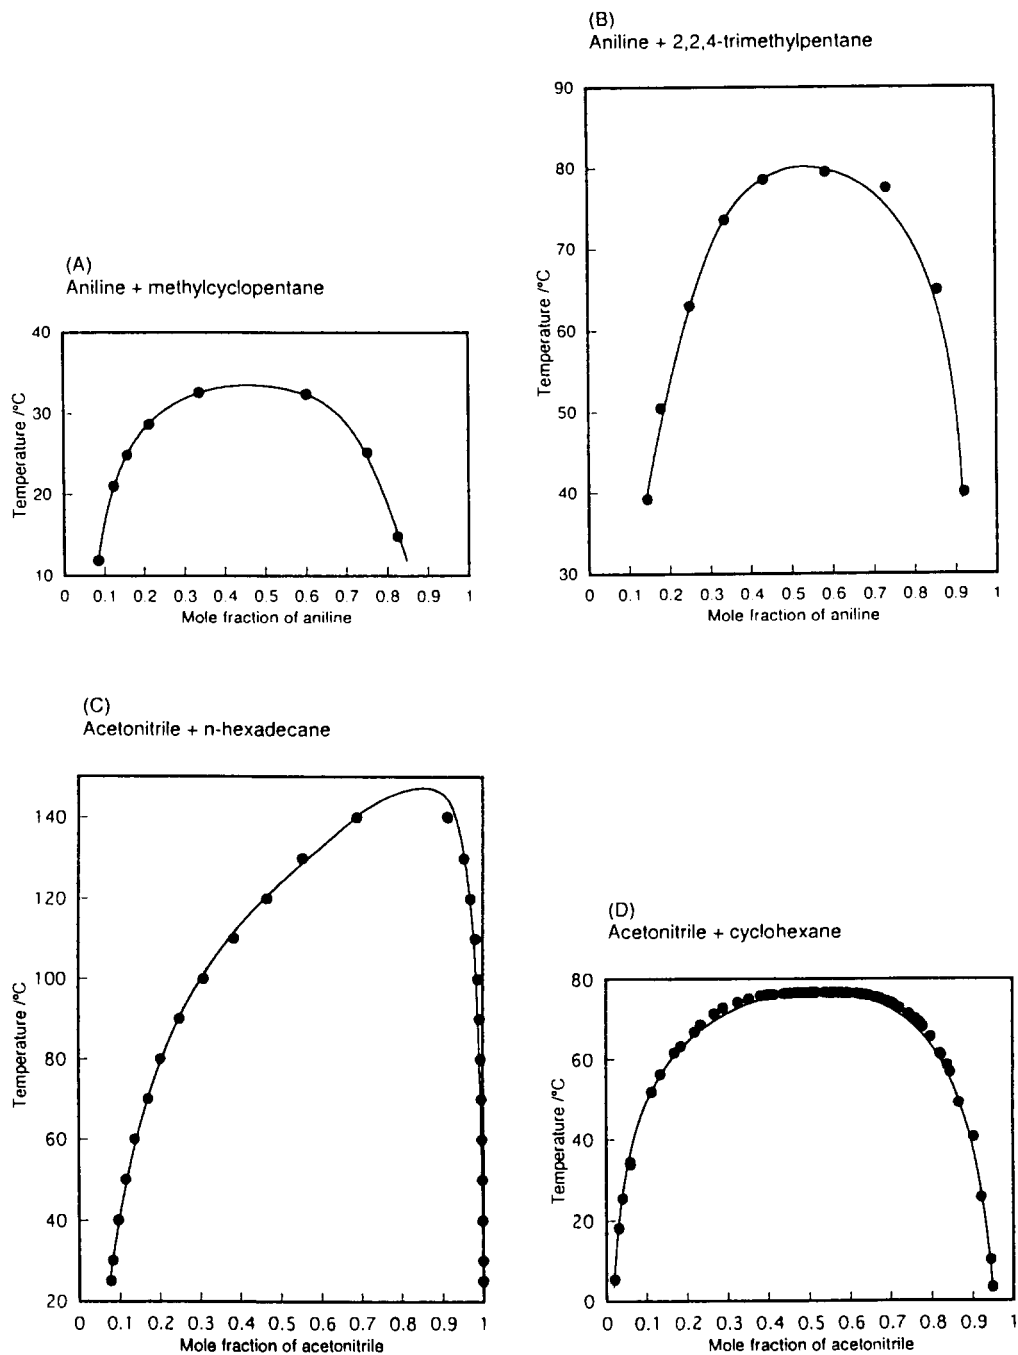 (A)
Aniline + methylcyclopentane
40
30
20
10
Temperature /°C
0 0.1 0.2 0.3 0.4 0.5 0.6 0.7 0.8 0.9 1
Mole fraction of aniline
(B)
Aniline + 2,2,4-trimethylpentane
90
80
70
60
50
40
30
Temperature /°C
0 0.1 0.2 0.3 0.4 0.5 0.6 0.7 0.8 0.9 1
Mole fraction of aniline
(C)
Acetonitrile + n-hexadecane
140
120
100
80
60
40
20
Temperature /°C
0 0.1 0.2 0.3 0.4 0.5 0.6 0.7 0.8 0.9 1
Mole fraction of acetonitrile
(D)
Acetonitrile + cyclohexane
80
60
40
20
0
Temperature /°C
0 0.1 0.2 0.3 0.4 0.5 0.6 0.7 0.8 0.9 1
Mole fraction of acetonitrile